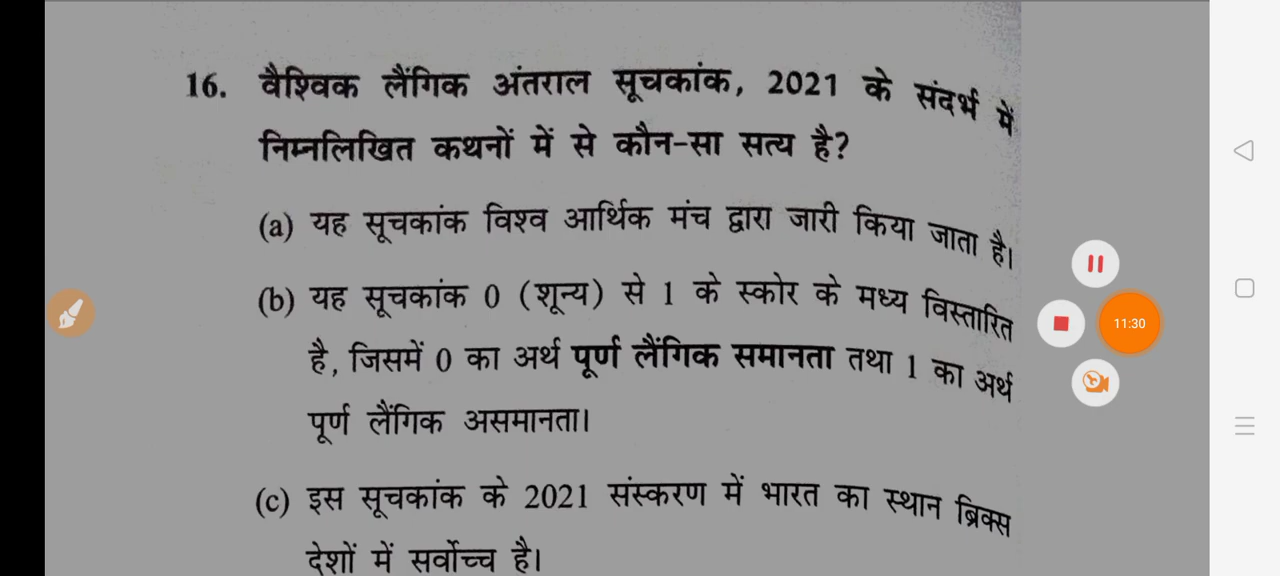 16. वैश्विक लैंगिक अंतराल सूचकांक, 2021 के संदर्भ में
निम्नलिखित कथनों में से कौन-सा सत्य है?
(a) यह सूचकांक विश्व आर्थिक मंच द्वारा जारी किया जाता है।
(b) यह सूचकांक 0 (शून्य) से 1 के स्कोर के मध्य विस्तारित
है, जिसमें 0 का अर्थ पूर्ण लैंगिक समानता तथा 1 का अर्थ
पूर्ण लैंगिक असमानता।
(c) इस सूचकांक के 2021 संस्करण में भारत का स्थान ब्रिक्स
देशों में सर्वोच्च है।
11:30